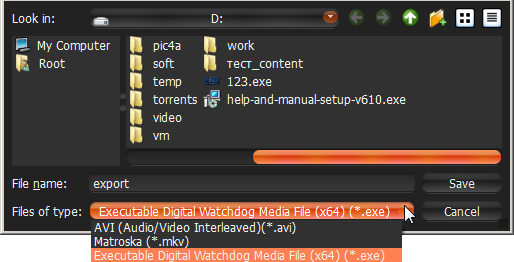 Look in: D:
My Computer
Root
pic4a work
soft тест_content
temp 123.exe
torrents help-and-manual-setup-v610.exe
video
vm
File name: export Save
Files of type: Executable Digital Watchdog Media File (x64) (*.exe) Cancel
AVI (Audio/Video Interleaved)(*.avi)
Matroska (*.mkv)
Executable Digital Watchdog Media File (x64) (*.exe)